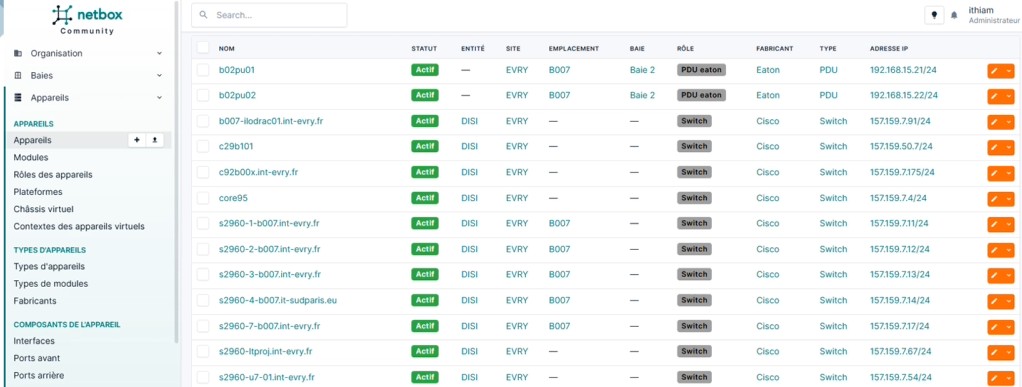 netbox
Community
Search...
ithiam
Administrateur
Organisation
Baies
Appareils
APPAREILS
Appareils
Modules
Rôles des appareils
Plateformes
Châssis virtuel
Contextes des appareils virtuels
TYPES D'APPAREILS
Types d'appareils
Types de modules
Fabricants
COMPOSANTS DE L'APPAREIL
Interfaces
Ports avant
Ports arrière
NOM STATUT ENTITÉ SITE EMPLACEMENT BAIE RÔLE FABRICANT TYPE ADRESSE IP
b02pu01 Actif — EVRY B007 Baie 2 PDU eaton Eaton PDU 192.168.15.21/24
b02pu02 Actif — EVRY B007 Baie 2 PDU eaton Eaton PDU 192.168.15.22/24
b007-ilodrac01.int-evry.fr Actif DISI EVRY B007 — Switch Cisco Switch 157.159.7.91/24
c29b101 Actif DISI EVRY — — Switch Cisco Switch 157.159.50.7/24
c92b00x.int-evry.fr Actif DISI EVRY — — Switch Cisco Switch 157.159.7.175/24
core95 Actif DISI EVRY — — Switch Cisco Switch 157.159.7.4/24
s2960-1-b007.int-evry.fr Actif DISI EVRY B007 — Switch Cisco Switch 157.159.7.11/24
s2960-2-b007.int-evry.fr Actif DISI EVRY B007 — Switch Cisco Switch 157.159.7.12/24
s2960-3-b007.int-evry.fr Actif DISI EVRY B007 — Switch Cisco Switch 157.159.7.13/24
s2960-4-b007.it-sudparis.eu Actif DISI EVRY B007 — Switch Cisco Switch 157.159.7.14/24
s2960-7-b007.int-evry.fr Actif DISI EVRY B007 — Switch Cisco Switch 157.159.7.17/24
s2960-ltproj.int-evry.fr Actif DISI EVRY — — Switch Cisco Switch 157.159.7.67/24
s2960-u7-01.int-evry.fr Actif DISI EVRY — — Switch Cisco Switch 157.159.7.54/24